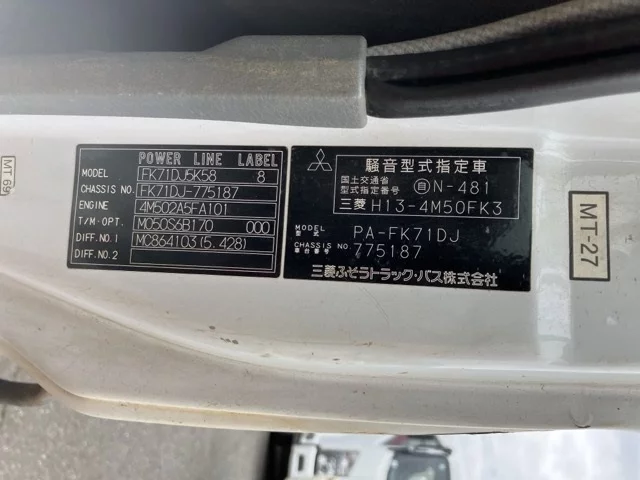 MT 69
POWER LINE LABEL
MODEL FK71DJ5K58 8
CHASSIS NO. FK71DJ-775187
ENGINE 4M502A5FA101
T/M・OPT. M050S6B170 000
DIFF.NO.1 MC864103(5.428)
DIFF.NO.2
騒音型式指定車
国土交通省
型式指定番号 自N-481
三菱 H13-4M50FK3
MODEL
型式 PA-FK71DJ
CHASSIS NO.
車台番号 775187
三菱ふそうトラック・バス株式会社
MT-27